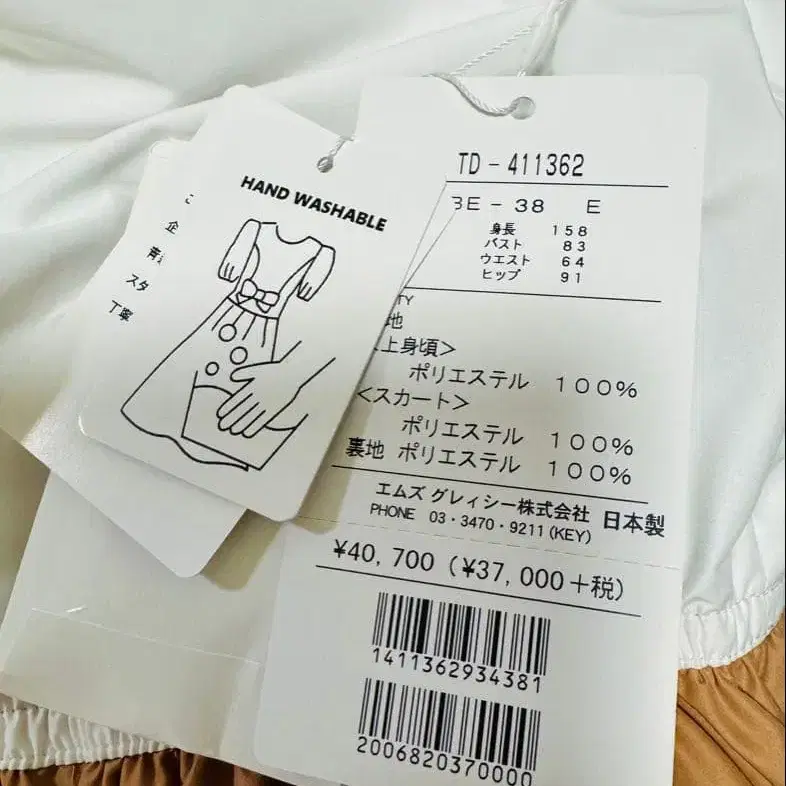 HAND WASHABLE
こ
企
スタ
丁寧
TD-411362
BE-38 E
身長 158
バスト 83
ウエスト 64
ヒップ 91
TY
地
上身頃>
ポリエステル 100%
<スカート>
ポリエステル 100%
裏地 ポリエステル 100%
エムズ グレィシー株式会社 日本製
PHONE 03・3470・9211(KEY)
¥40,700 (¥37,000+税)
1411362934381
2006820370000